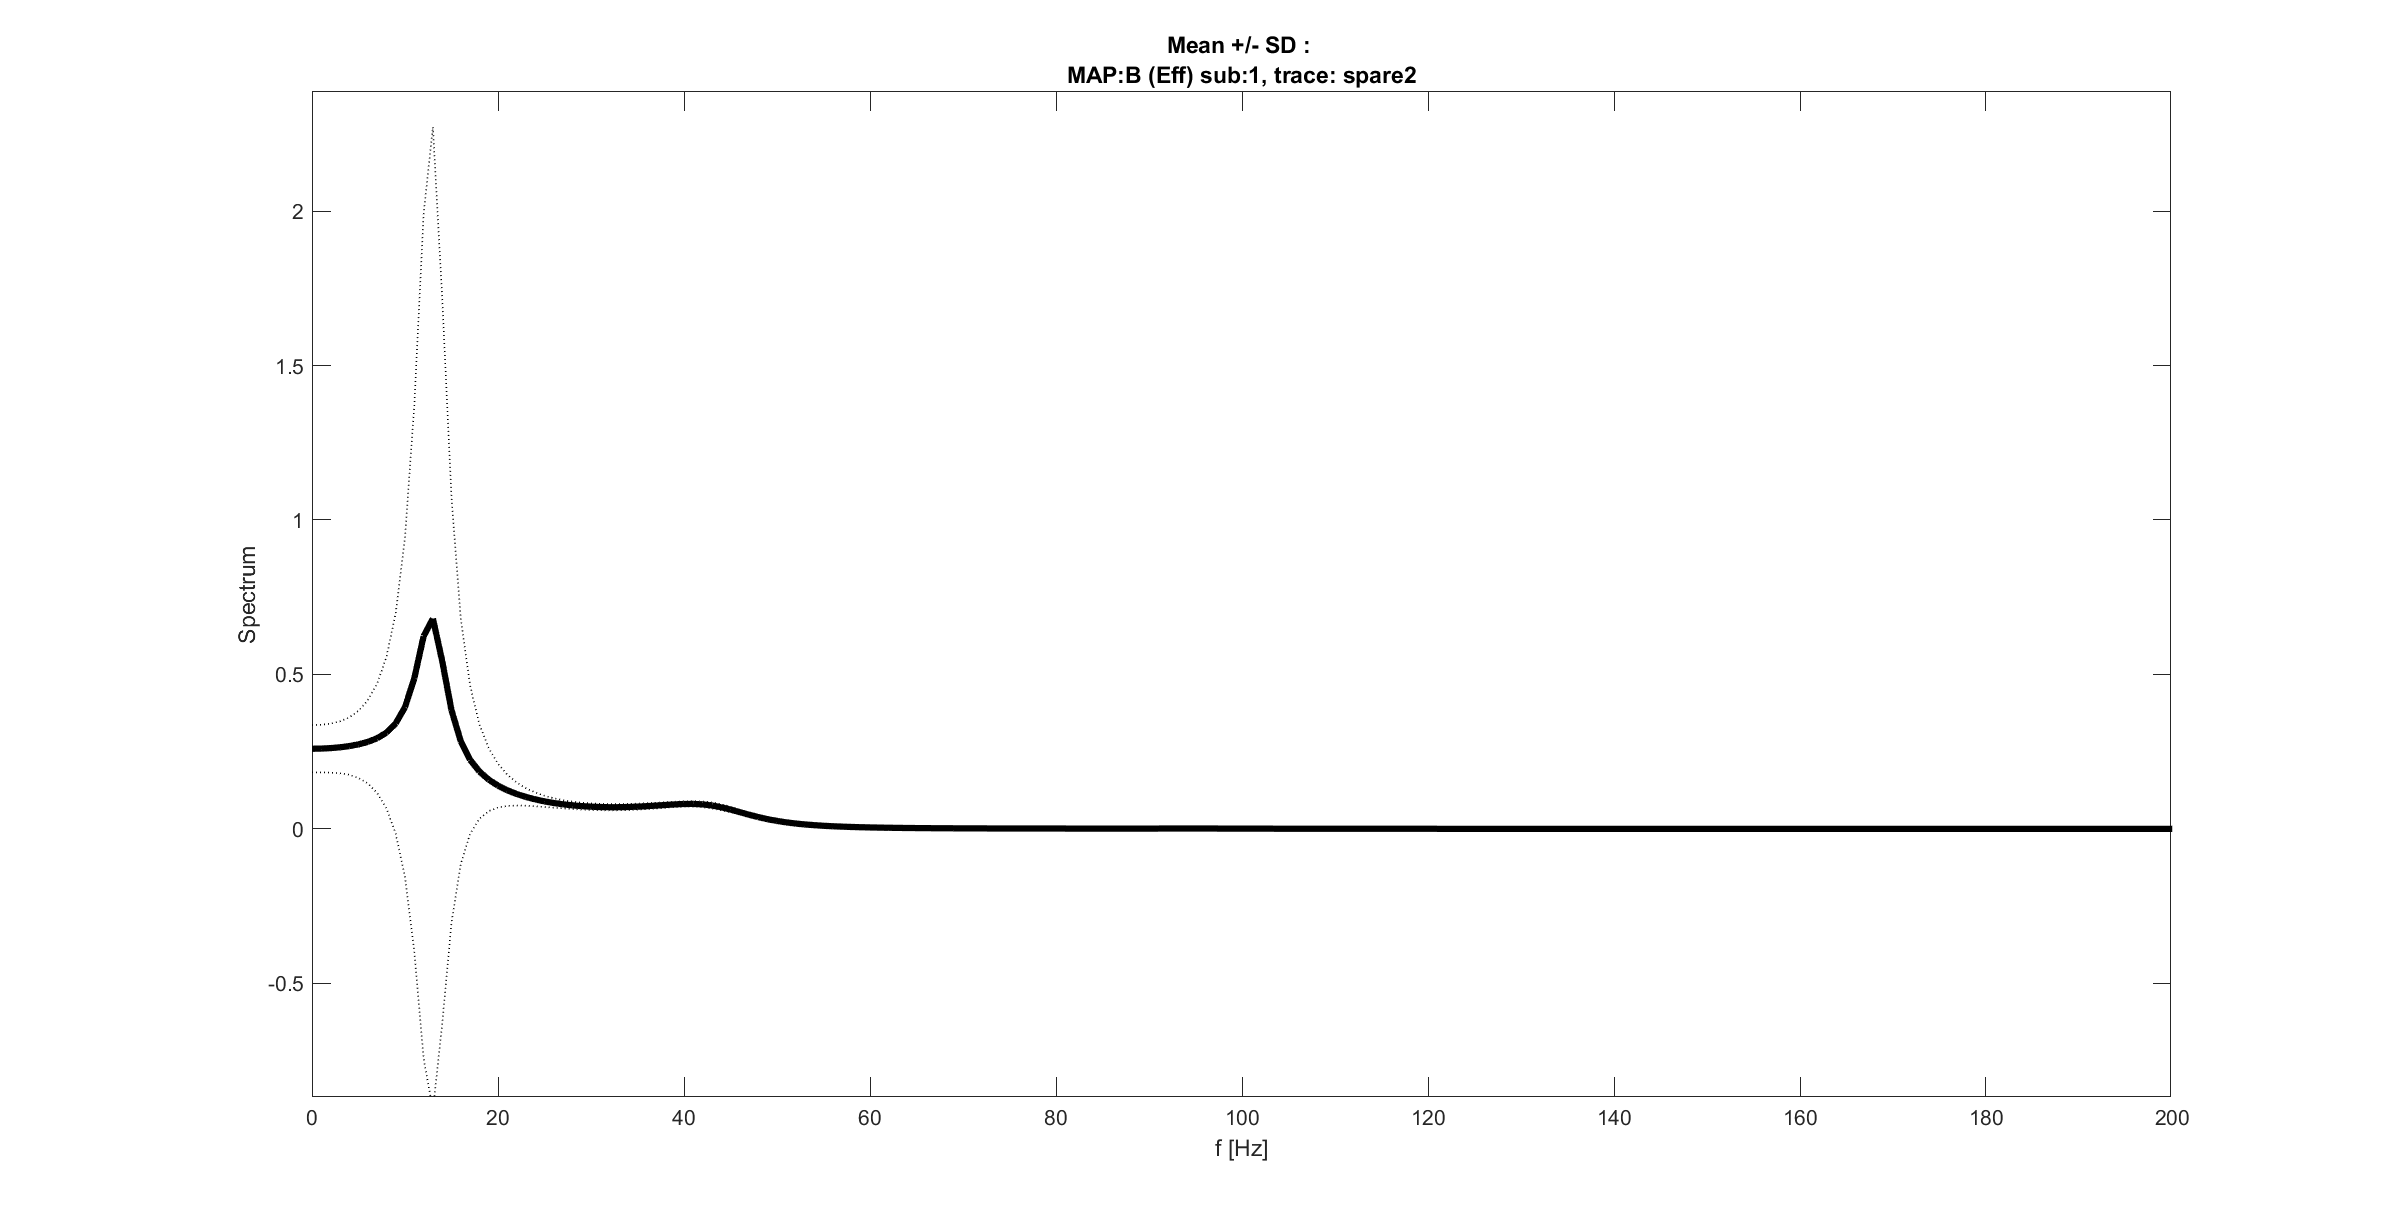 Mean +/- SD :
MAP:B (Eff) sub:1, trace: spare2
2
1.5
1
0.5
0
-0.5
Spectrum
0 20 40 60 80 100 120 140 160 180 200
f [Hz]